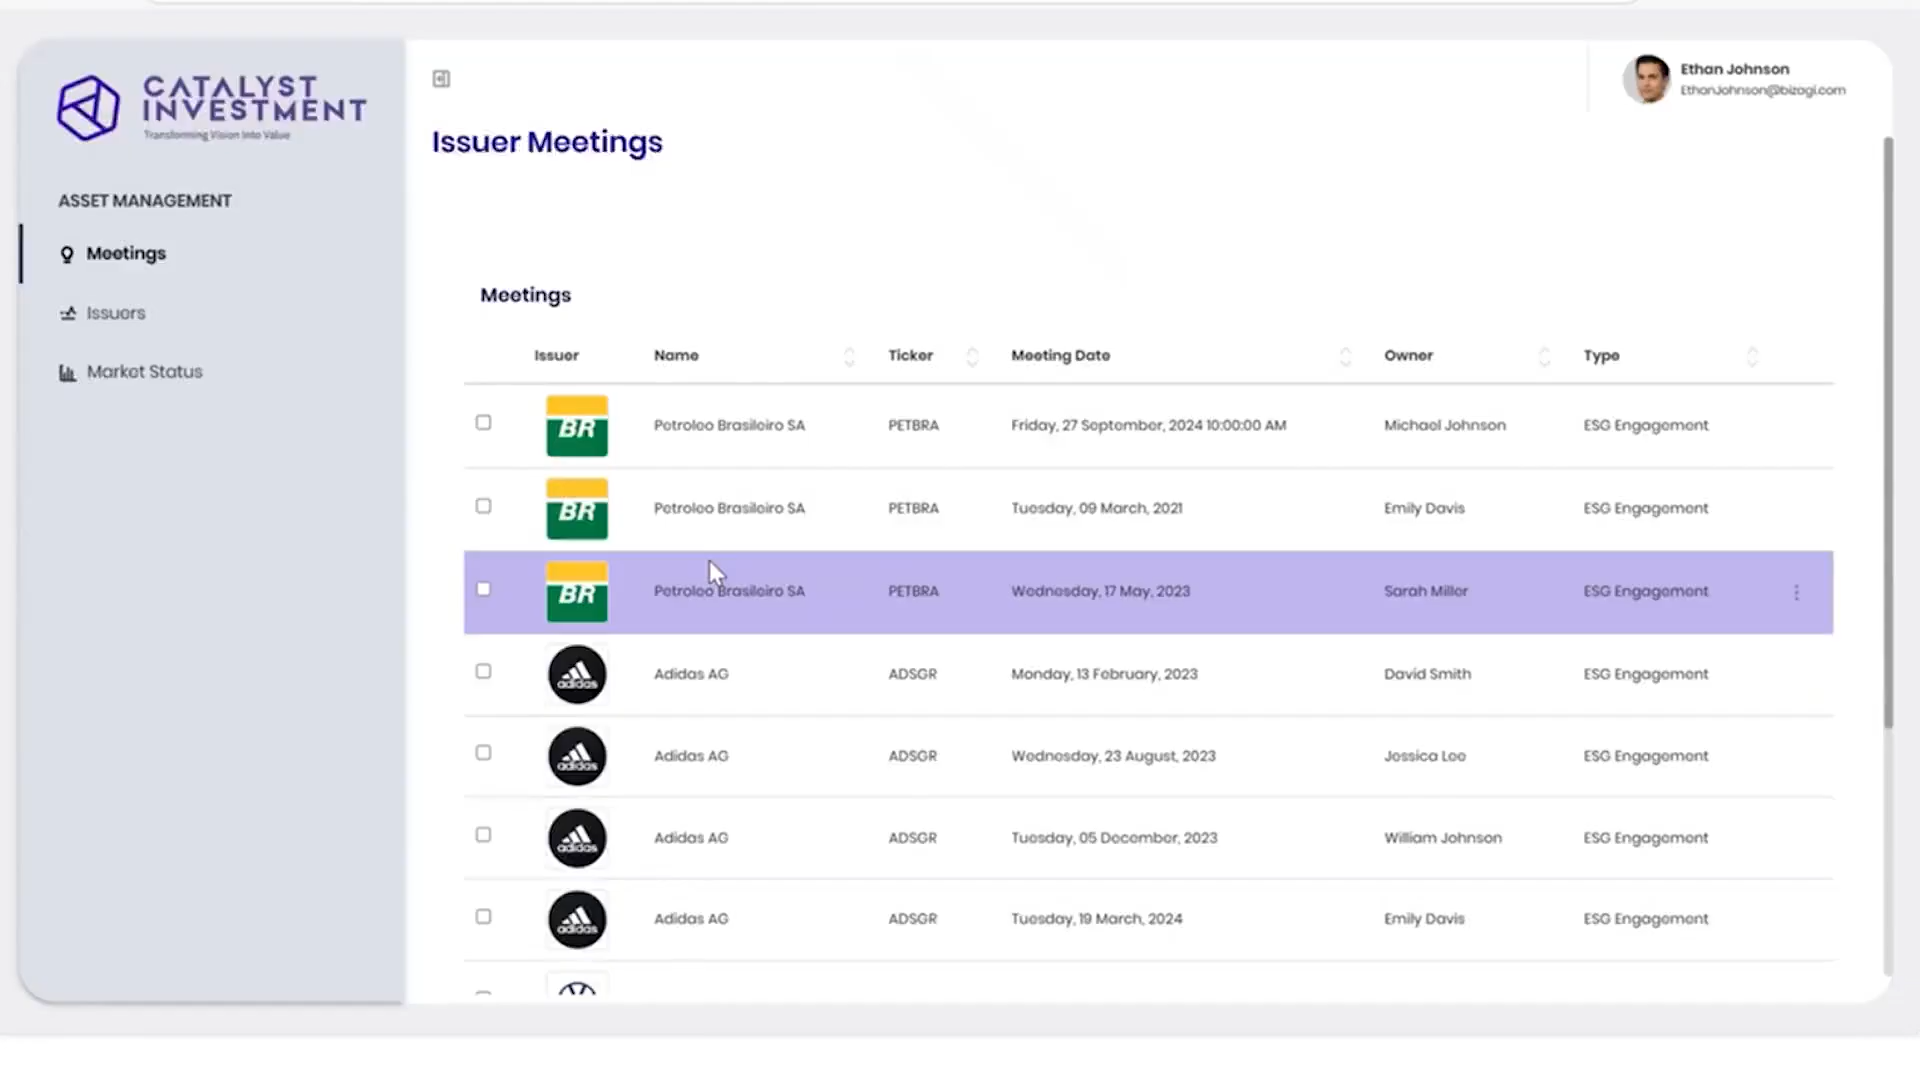 CATALYST
INVESTMENT
Transforming Vision Into Value
Ethan Johnson
EthanJohnson@bizagi.com
Issuer Meetings
ASSET MANAGEMENT
Meetings
Issuers
Market Status
Meetings
Issuer Name Ticker Meeting Date Owner Type
BR Petroleo Brasileiro SA PETBRA Friday, 27 September, 2024 10:00:00 AM Michael Johnson ESG Engagement
BR Petroleo Brasileiro SA PETBRA Tuesday, 09 March, 2021 Emily Davis ESG Engagement
BR Petroleo Brasileiro SA PETBRA Wednesday, 17 May, 2023 Sarah Miller ESG Engagement
adidas Adidas AG ADSGR Monday, 13 February, 2023 David Smith ESG Engagement
adidas Adidas AG ADSGR Wednesday, 23 August, 2023 Jessica Lee ESG Engagement
adidas Adidas AG ADSGR Tuesday, 05 December, 2023 William Johnson ESG Engagement
adidas Adidas AG ADSGR Tuesday, 19 March, 2024 Emily Davis ESG Engagement